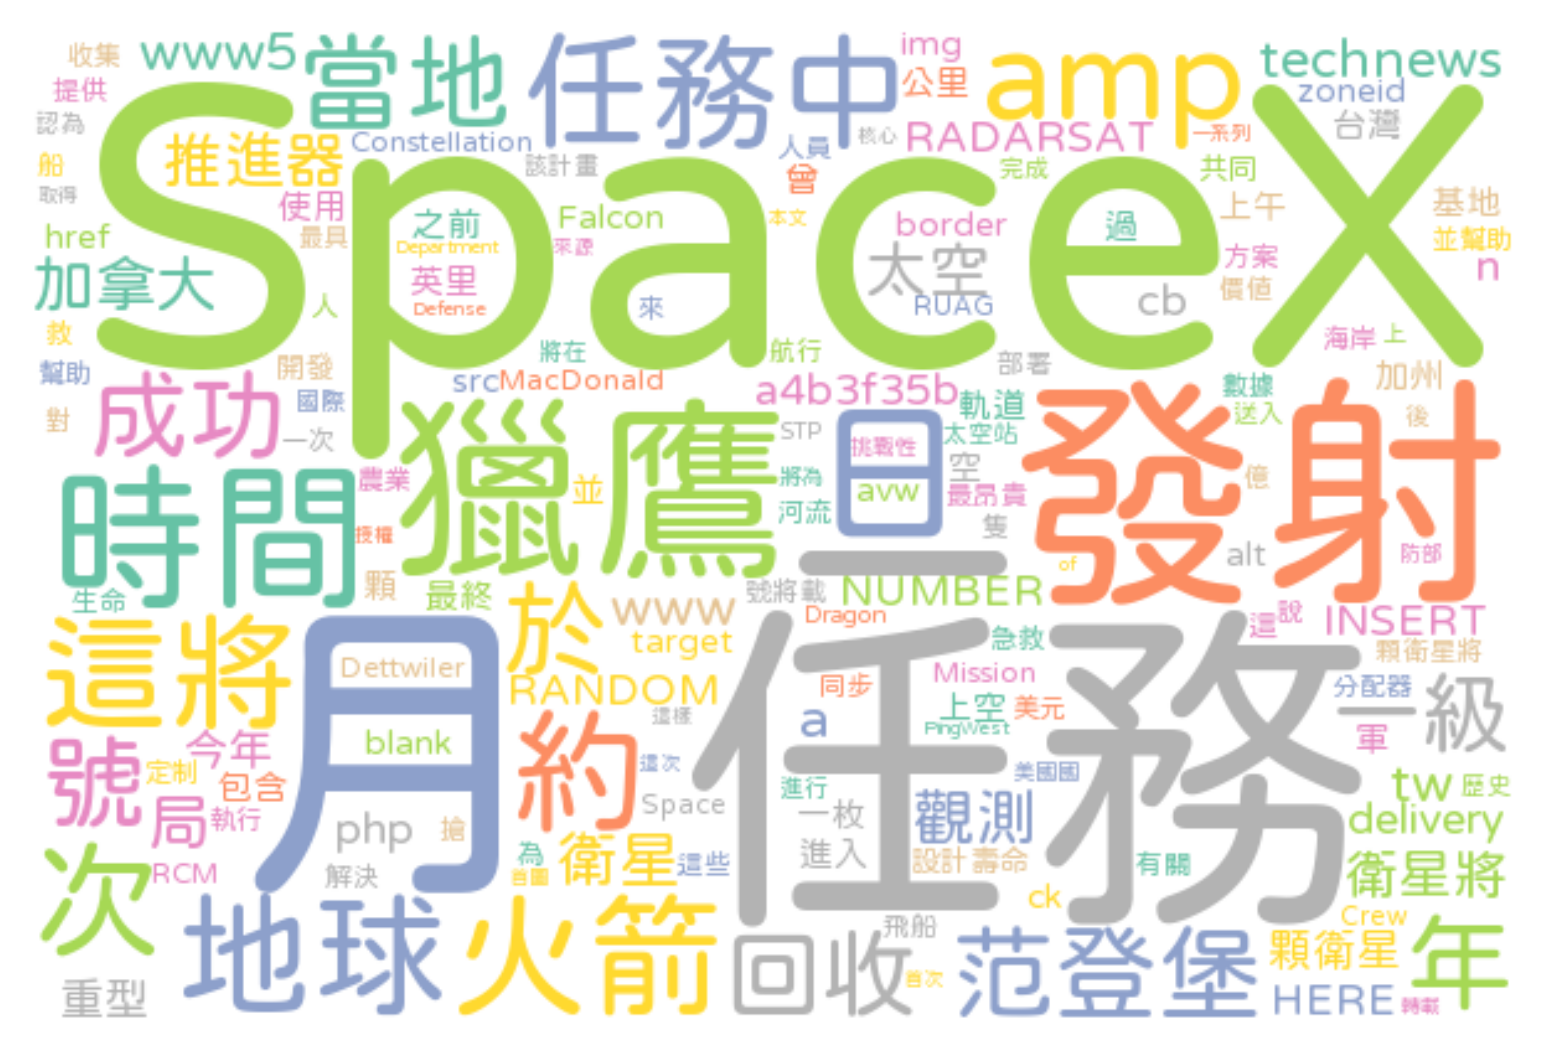 收集 www5 當地 任務中 img amp technews
提供 公里 zoneid
認為 推進器 Constellation 人員 核心 RADARSAT 一系列 台灣
SpaceX
船 該計畫 曾 完成 共同
取得 使用 之前 Falcon 本文 border 過 上午 基地
href 最具 Department 來源 太空 方案 並幫助
加拿大 英里 n
人 Defense 來 RUAG cb 價值
救 將在 航行 部署 海岸 上
幫助 開發 src MacDonald a4b3f35b 數據 加州
對 成功 國際 獵鷹 日 軌道 發射 送入 後
一次 STP 挑戰性 太空站
時間 農業 並 將為 avw 空 最昂貴 億
河流 隻
授權 alt 防部
生命 顆 最終 號將載 NUMBER of
這將 月 於 www Dragon 急救 這 說 INSERT
Dettwiler target 任務 Mission 顆衛星將
RANDOM 同步 分配器
號 今年 blank 約 這樣 a 上空 美元 一級
PingWest 軍
定制 包含 這次 美國國
局 執行 php 搶 Space 進行 觀測 tw 歷史
一枚 delivery
次 RCM 解決 為 衛星 這些 進入 設計 壽命 有關 衛星將
首圖 ck
地球 火箭 回收 飛船 范登堡 Crew 年
顆衛星
重型 首次 HERE 轉載